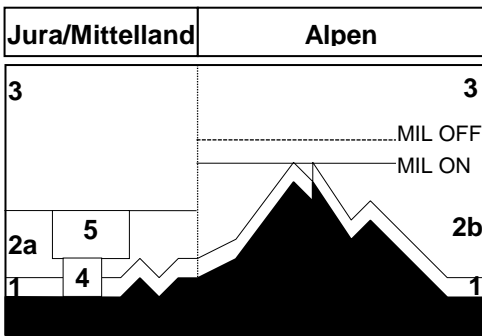 Jura/Mittelland Alpen
3 3
MIL OFF
MIL ON
5
2a 2b
4
1 1